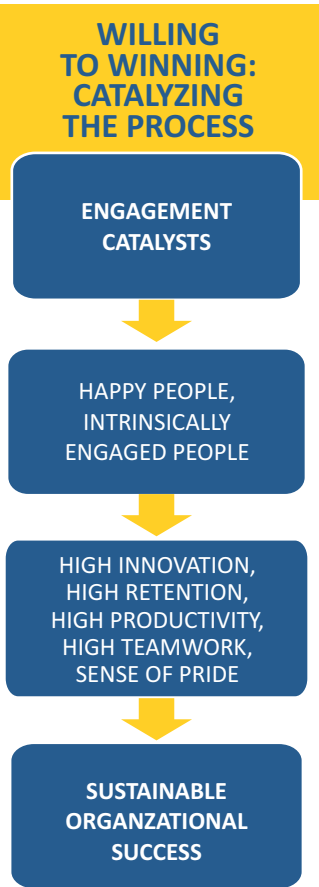 WILLING
TO WINNING:
CATALYZING
THE PROCESS
ENGAGEMENT
CATALYSTS
HAPPY PEOPLE,
INTRINSICALLY
ENGAGED PEOPLE
HIGH INNOVATION,
HIGH RETENTION,
HIGH PRODUCTIVITY,
HIGH TEAMWORK,
SENSE OF PRIDE
SUSTAINABLE
ORGANZATIONAL
SUCCESS